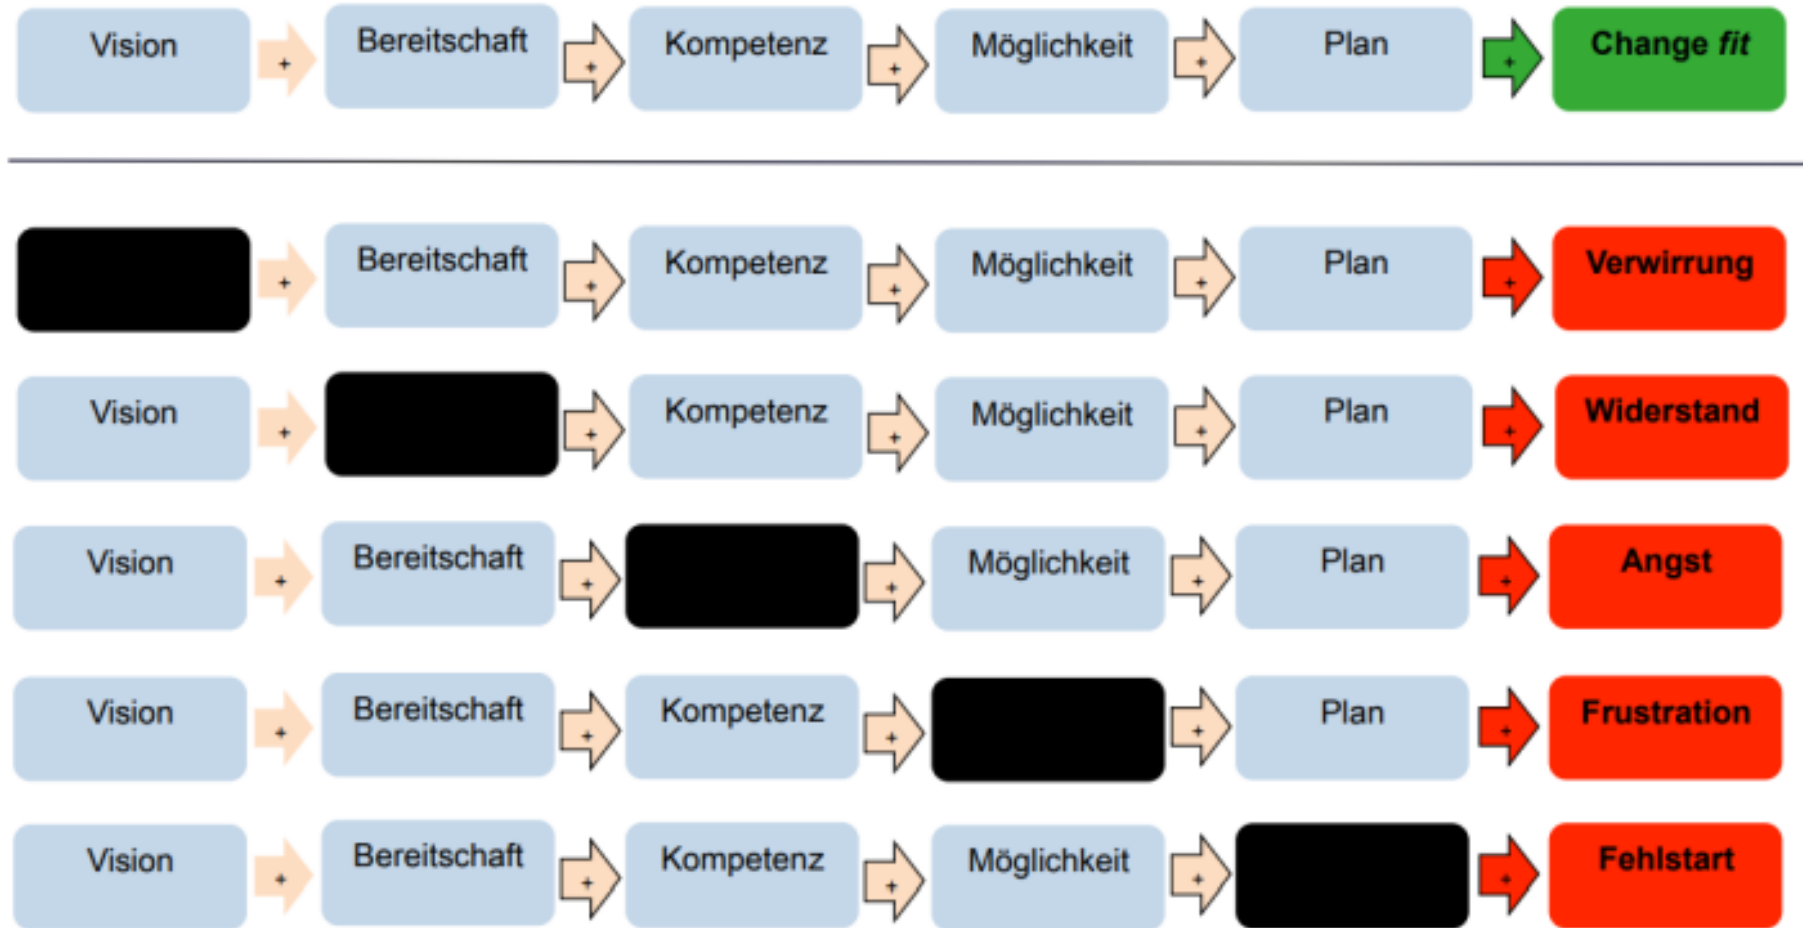 Vision + Bereitschaft + Kompetenz + Möglichkeit + Plan + Change fit
+ Bereitschaft + Kompetenz + Möglichkeit + Plan + Verwirrung
Vision + + Kompetenz + Möglichkeit + Plan + Widerstand
Vision + Bereitschaft + + Möglichkeit + Plan + Angst
Vision + Bereitschaft + Kompetenz + + Plan + Frustration
Vision + Bereitschaft + Kompetenz + Möglichkeit + + Fehlstart